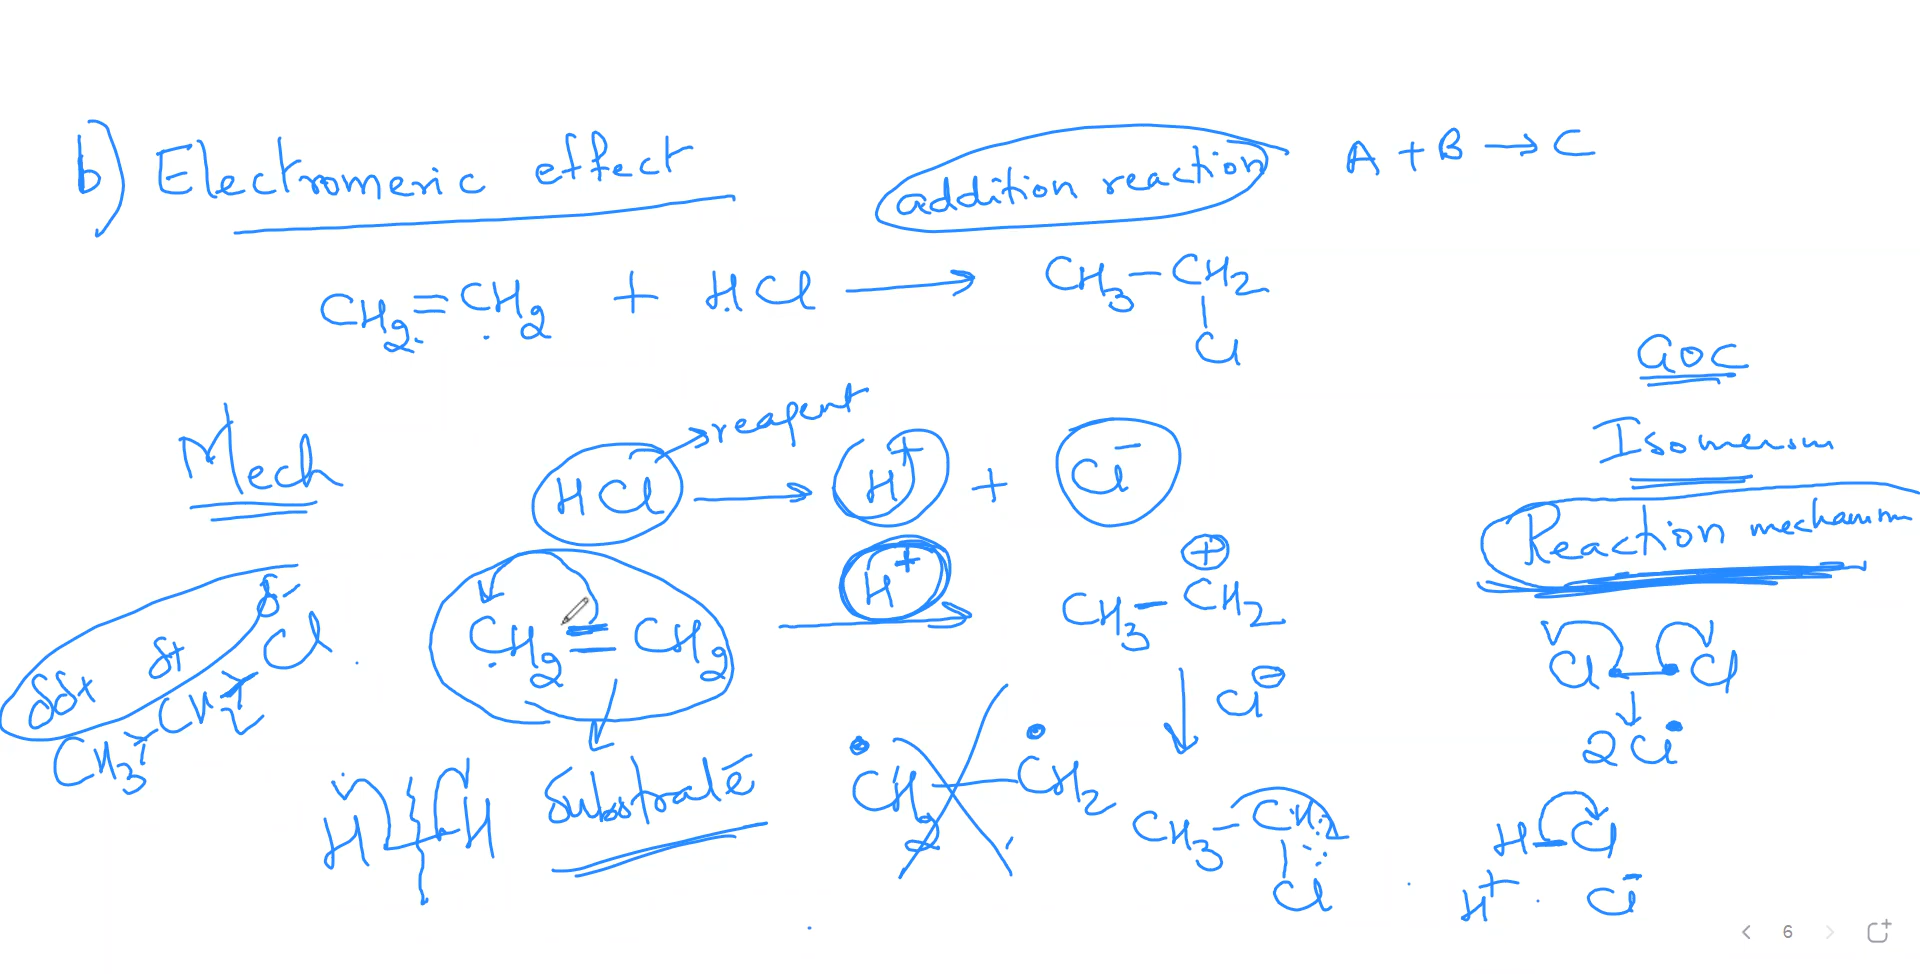 b) Electromeric effect
addition reaction A + B → C
CH2=CH2 + HCl → CH3-CH2
Cl
GOC
Isomerism
Reaction mechanism
Mech
HCl → reagent
→ H+ + Cl-
H+
CH2=CH2
⊕
CH3-CH2
Cl⊖
substrate
CH2-CH2
CH3-CH2
Cl
δδ+ δ+ δ-
CH3 CH2 Cl
H H
Cl-Cl
↓
2Cl•
H-Cl
H+ Cl-
6